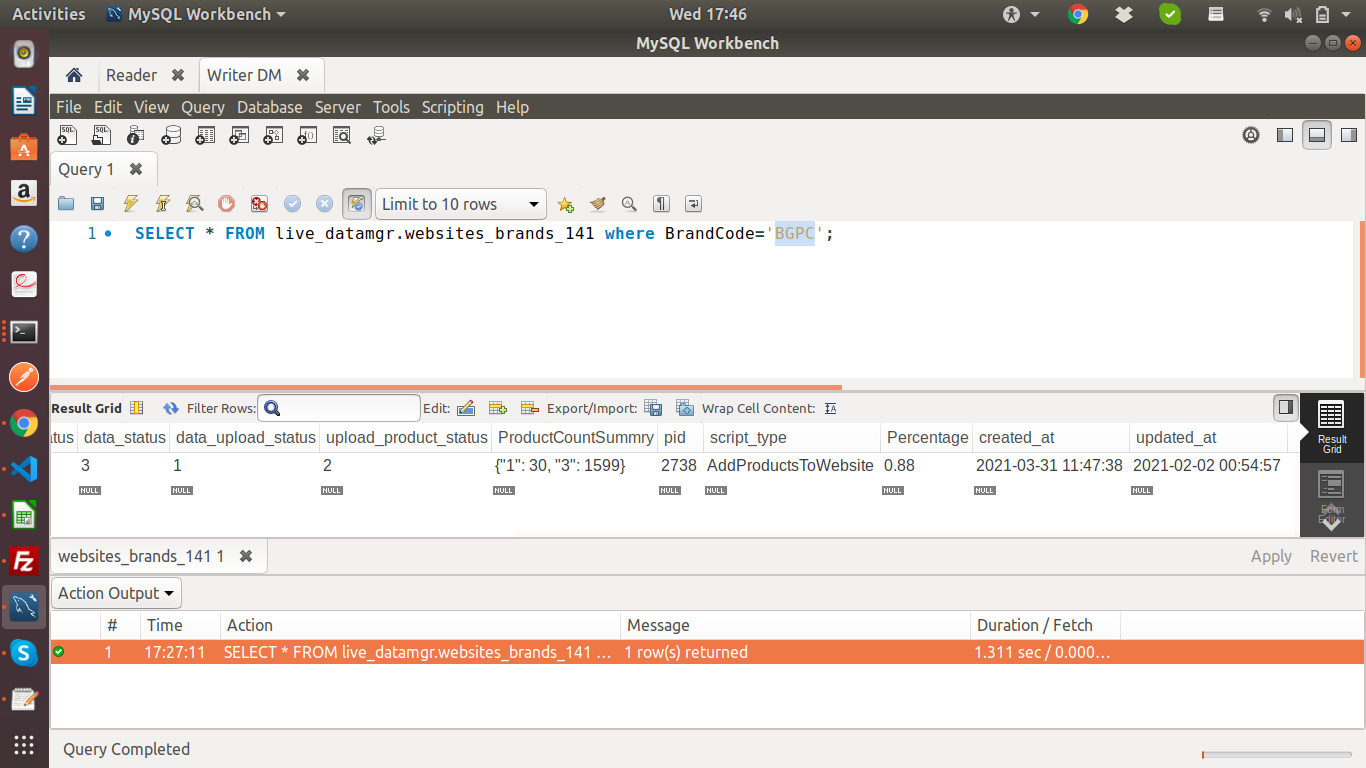 Activities MySQL Workbench Wed 17:46
MySQL Workbench
Reader Writer DM
File Edit View Query Database Server Tools Scripting Help
Query 1
Limit to 10 rows
1 SELECT * FROM live_datamgr.websites_brands_141 where BrandCode='BGPC';
Result Grid Filter Rows: Edit: Export/Import: Wrap Cell Content:
atus data_status data_upload_status upload_product_status ProductCountSummry pid script_type Percentage created_at updated_at
3 1 2 {"1": 30, "3": 1599} 2738 AddProductsToWebsite 0.88 2021-03-31 11:47:38 2021-02-02 00:54:57
NULL NULL NULL NULL NULL NULL NULL NULL NULL
Result
Grid
Form
Editor
websites_brands_141 1 Apply Revert
Action Output
# Time Action Message Duration / Fetch
1 17:27:11 SELECT * FROM live_datamgr.websites_brands_141 ... 1 row(s) returned 1.311 sec / 0.000...
Query Completed